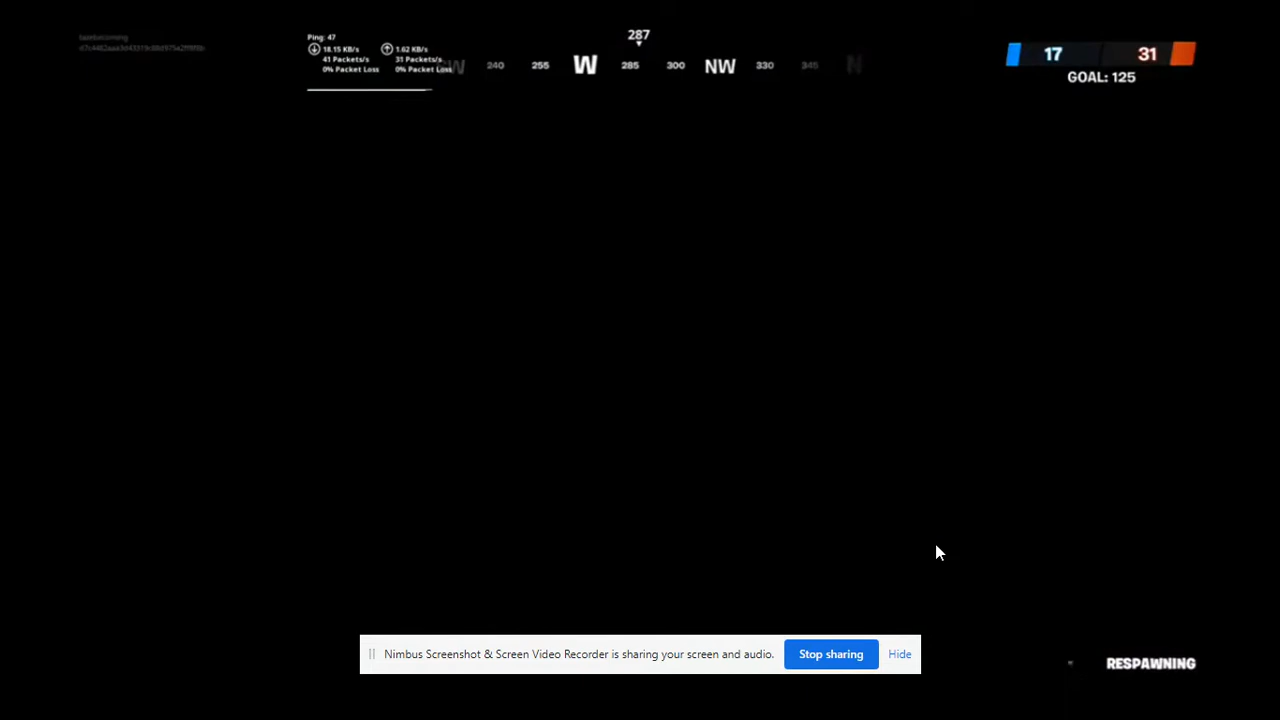 tazebecoming
Ping: 47
18.15 KB/s 1.62 KB/s
41 Packets/s 31 Packets/s
0% Packet Loss 0% Packet Loss
287
W 240 255 W 285 300 NW 330 345 N
17 31
GOAL: 125
Nimbus Screenshot & Screen Video Recorder is sharing your screen and audio. Stop sharing Hide
RESPAWNING